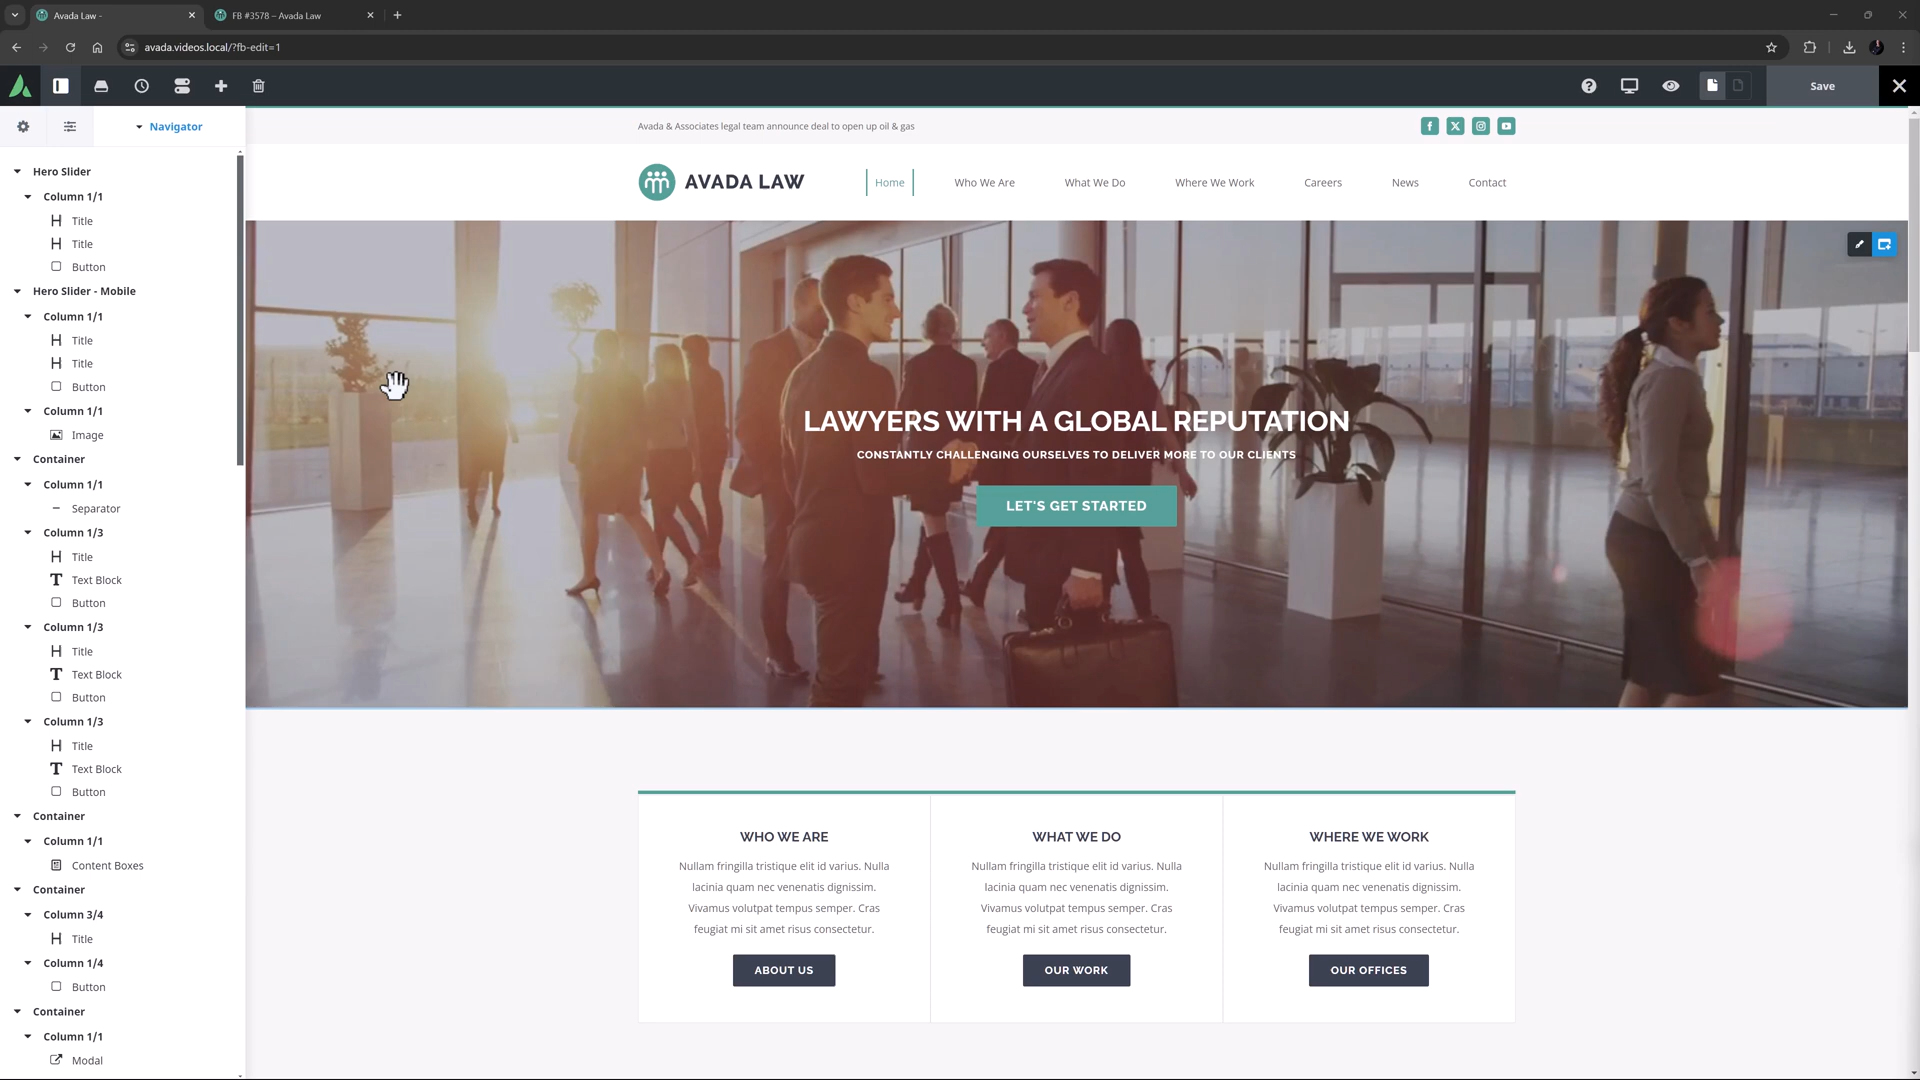 Avada Law -
FB #3578 – Avada Law
avada.videos.local/?fb-edit=1
Save
Navigator
Hero Slider
Column 1/1
Title
Title
Button
Hero Slider - Mobile
Column 1/1
Title
Title
Button
Column 1/1
Image
Container
Column 1/1
Separator
Column 1/3
Title
Text Block
Button
Column 1/3
Title
Text Block
Button
Column 1/3
Title
Text Block
Button
Container
Column 1/1
Content Boxes
Container
Column 3/4
Title
Column 1/4
Button
Container
Column 1/1
Modal
Avada & Associates legal team announce deal to open up oil & gas
AVADA LAW
Home
Who We Are
What We Do
Where We Work
Careers
News
Contact
LAWYERS WITH A GLOBAL REPUTATION
CONSTANTLY CHALLENGING OURSELVES TO DELIVER MORE TO OUR CLIENTS
LET'S GET STARTED
WHO WE ARE
Nullam fringilla tristique elit id varius. Nulla
lacinia quam nec venenatis dignissim.
Vivamus volutpat tempus semper. Cras
feugiat mi sit amet risus consectetur.
ABOUT US
WHAT WE DO
Nullam fringilla tristique elit id varius. Nulla
lacinia quam nec venenatis dignissim.
Vivamus volutpat tempus semper. Cras
feugiat mi sit amet risus consectetur.
OUR WORK
WHERE WE WORK
Nullam fringilla tristique elit id varius. Nulla
lacinia quam nec venenatis dignissim.
Vivamus volutpat tempus semper. Cras
feugiat mi sit amet risus consectetur.
OUR OFFICES